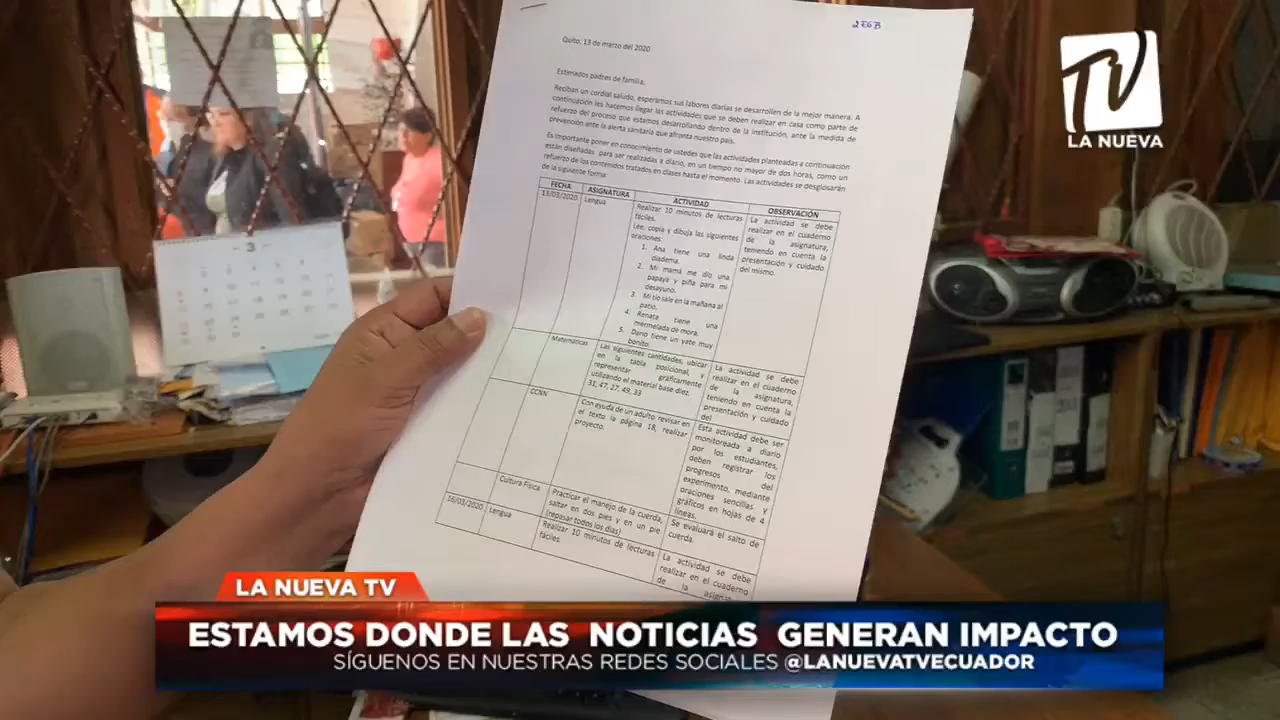 2 EGB
Quito, 13 de marzo del 2020
Estimados padres de familia,
Reciban un cordial saludo, esperamos sus labores diarias se desarrollen de la mejor manera. A
continuación les hacemos llegar las actividades que se deben realizar en casa como parte de
refuerzo del proceso que estamos desarrollando dentro de la institución, ante la medida de
prevención ante la alerta sanitaria que afronta nuestro país.
Es importante poner en conocimiento de ustedes que las actividades planteadas a continuación
están diseñadas para ser realizadas a diario, en un tiempo no mayor de dos horas, como un
refuerzo de los contenidos tratados en clases hasta el momento. Las actividades se desglosarán
de la siguiente forma:
FECHA ASIGNATURA ACTIVIDAD OBSERVACIÓN
13/03/2020 Lengua
Realizar 10 minutos de lecturas
fáciles.
Lee, copia y dibuja las siguientes
oraciones:
1. Ana tiene una linda
diadema.
2. Mi mamá me dio una
papaya y piña para mi
desayuno.
3. Mi tío sale en la mañana al
patio.
4. Renata tiene una
mermelada de mora.
5. Darío tiene un yate muy
bonito.
La actividad se debe
realizar en el cuaderno
de la asignatura,
teniendo en cuenta la
presentación y cuidado
del mismo.
Matemáticas
Las siguientes cantidades, ubicar
en la tabla posicional, y
representar gráficamente
utilizando el material base diez.
31, 47, 27, 49, 33
La actividad se debe
realizar en el cuaderno
de la asignatura,
teniendo en cuenta la
presentación y cuidado
del
CCNN
Con ayuda de un adulto revisar en
el texto la página 18, realizar
proyecto.
Esta actividad debe ser
monitoreada a diario
por los estudiantes,
deben registrar los
progresos del
experimento, mediante
oraciones sencillas y
gráficos en hojas de 4
líneas.
Cultura Física
Practicar el manejo de la cuerda,
saltar en dos pies y en un pie
(repasar todos los días)
Se evaluará el salto de
cuerda.
16/03/2020 Lengua
Realizar 10 minutos de lecturas
fáciles.
La actividad se debe
realizar en el cuaderno
de la
3
TV
LA NUEVA
LA NUEVA TV
ESTAMOS DONDE LAS NOTICIAS GENERAN IMPACTO
SÍGUENOS EN NUESTRAS REDES SOCIALES @LANUEVATVECUADOR